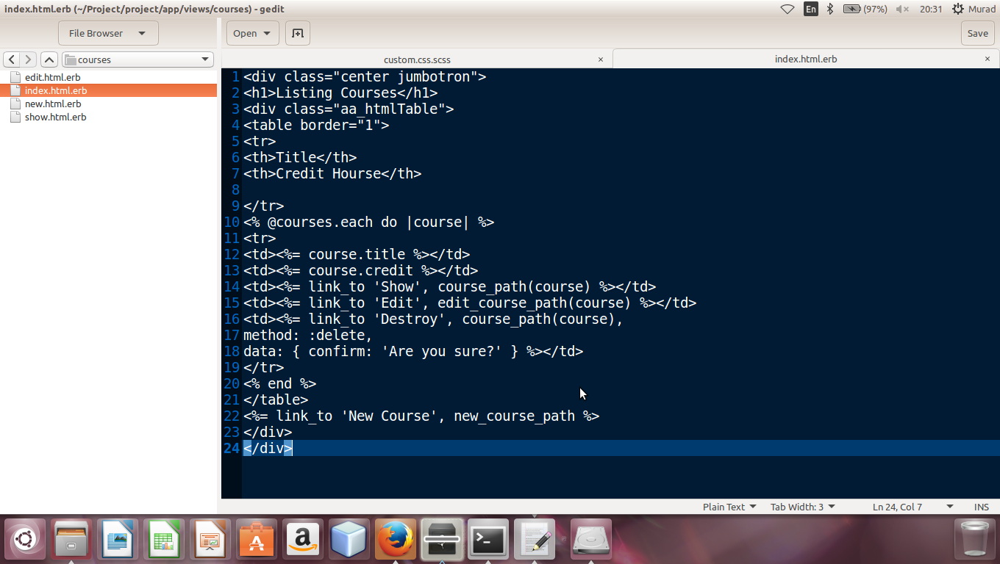 index.html.erb (~/Project/project/app/views/courses) - gedit
En
(97%)
20:31
Murad
File Browser
Open
Save
courses
custom.css.scss ×
index.html.erb ×
edit.html.erb
index.html.erb
new.html.erb
show.html.erb
1 <div class="center jumbotron">
2 <h1>Listing Courses</h1>
3 <div class="aa_htmlTable">
4 <table border="1">
5 <tr>
6 <th>Title</th>
7 <th>Credit Hourse</th>
8
9 </tr>
10 <% @courses.each do |course| %>
11 <tr>
12 <td><%= course.title %></td>
13 <td><%= course.credit %></td>
14 <td><%= link_to 'Show', course_path(course) %></td>
15 <td><%= link_to 'Edit', edit_course_path(course) %></td>
16 <td><%= link_to 'Destroy', course_path(course),
17 method: :delete,
18 data: { confirm: 'Are you sure?' } %></td>
19 </tr>
20 <% end %>
21 </table>
22 <%= link_to 'New Course', new_course_path %>
23 </div>
24 </div>
Plain Text
Tab Width: 3
Ln 24, Col 7
INS